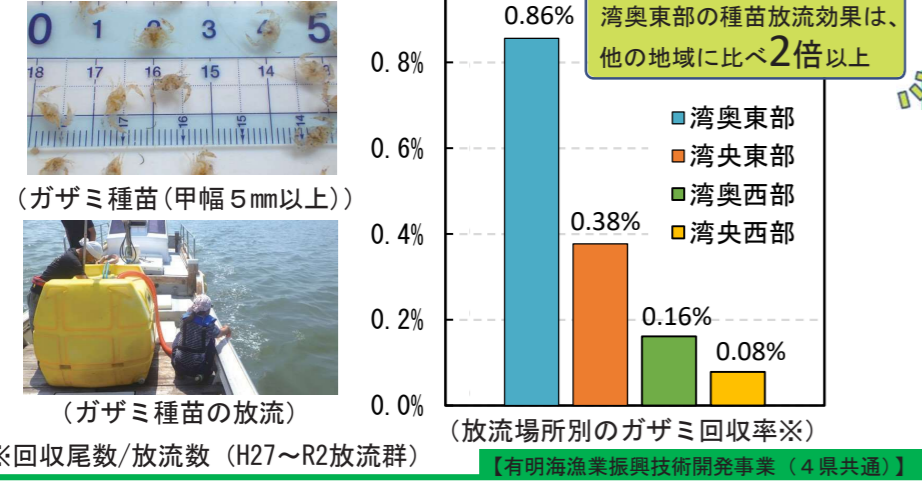 0 1 2 3 4 5
18 17 16 15 14
17 16 15 14
(ガザミ種苗(甲幅5㎜以上))
(ガザミ種苗の放流)
※回収尾数/放流数 (H27～R2放流群)
湾奥東部の種苗放流効果は、
他の地域に比べ2倍以上
0.8%
0.6%
0.4%
0.2%
0.0%
0.86%
0.38%
0.16%
0.08%
湾奥東部
湾央東部
湾奥西部
湾央西部
(放流場所別のガザミ回収率※)
【有明海漁業振興技術開発事業(4県共通)】